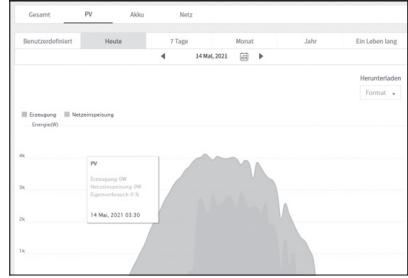 Gesamt PV Akku Netz
Benutzerdefiniert Heute 7 Tage Monat Jahr Ein Leben lang
14 Mai, 2021
Herunterladen
Format
Erzeugung Netzeinspeisung
Energie(W)
4k
PV
Erzeugung 0W
Netzeinspeisung 0W
Eigenverbrauch 0 %
3k
14 Mai, 2021 03:30
2k
1k